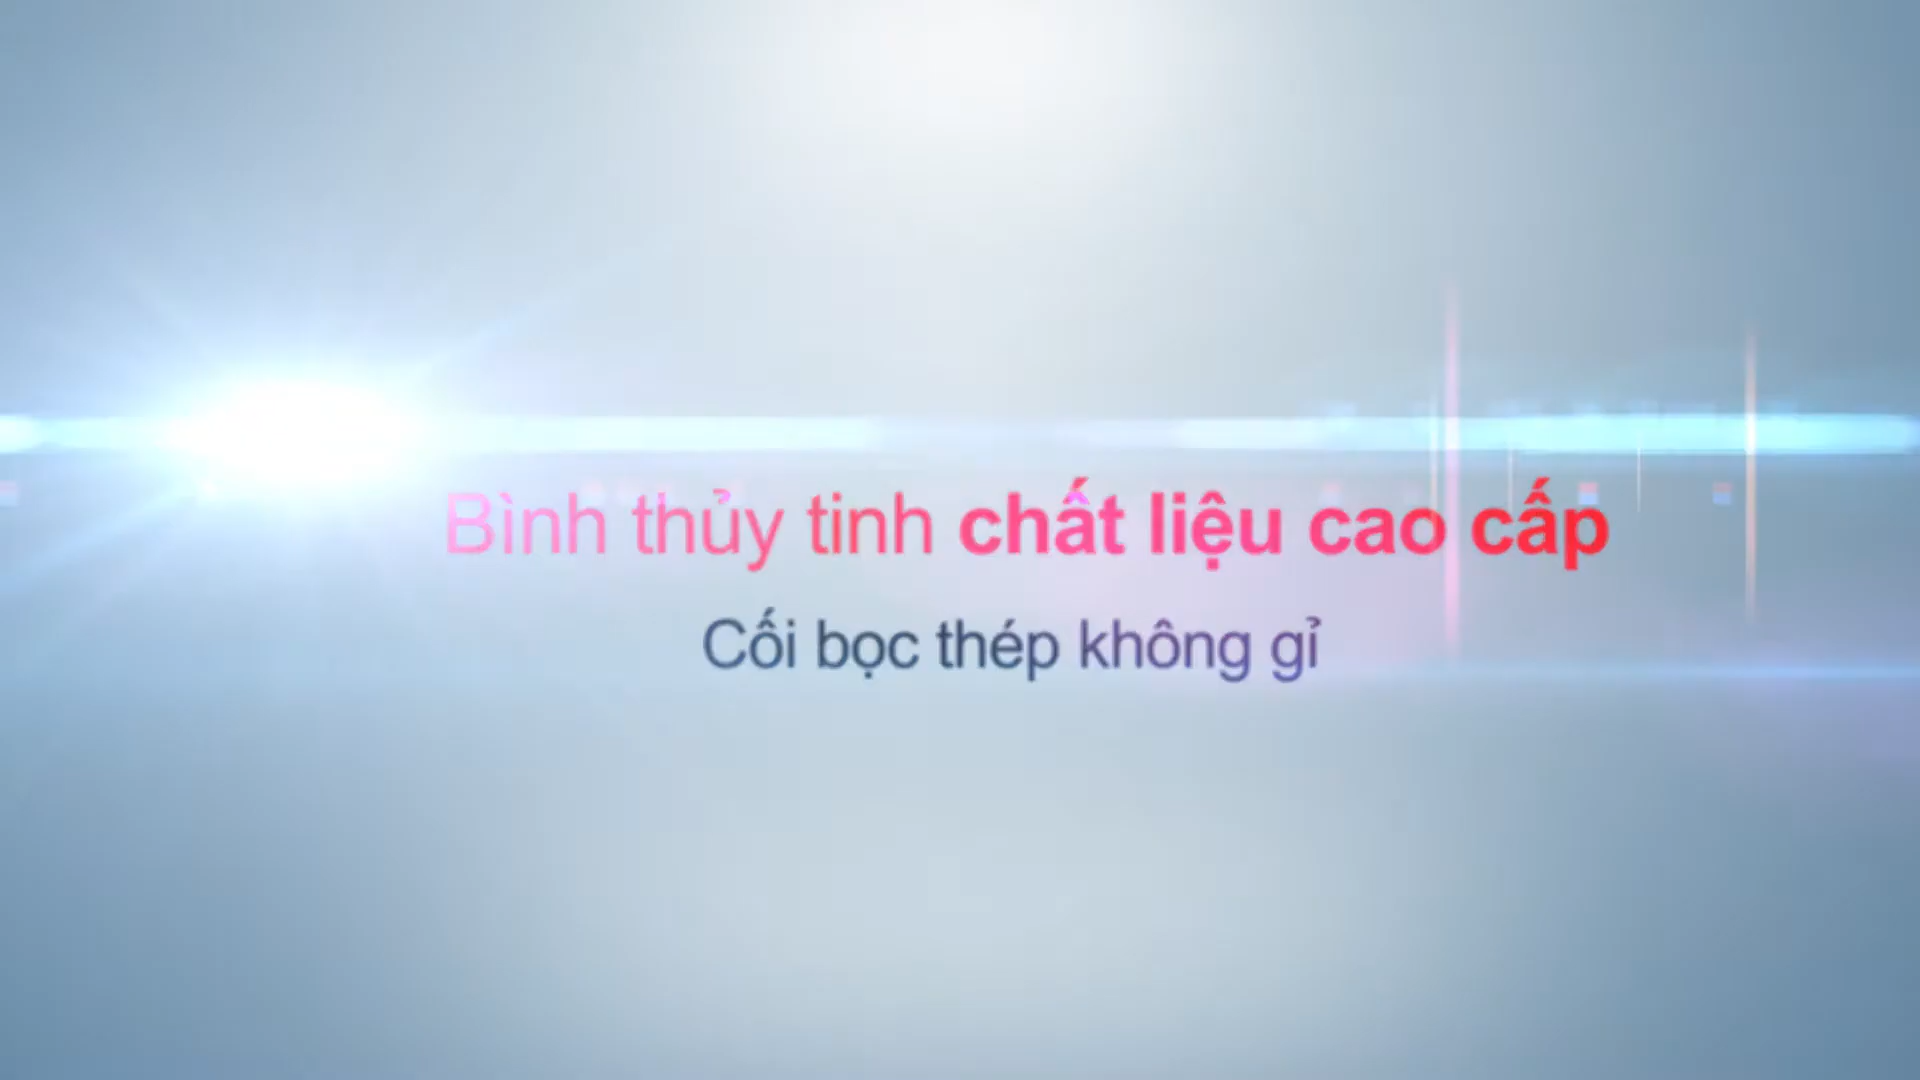 Bình thủy tinh chất liệu cao cấp
Cối bọc thép không gỉ